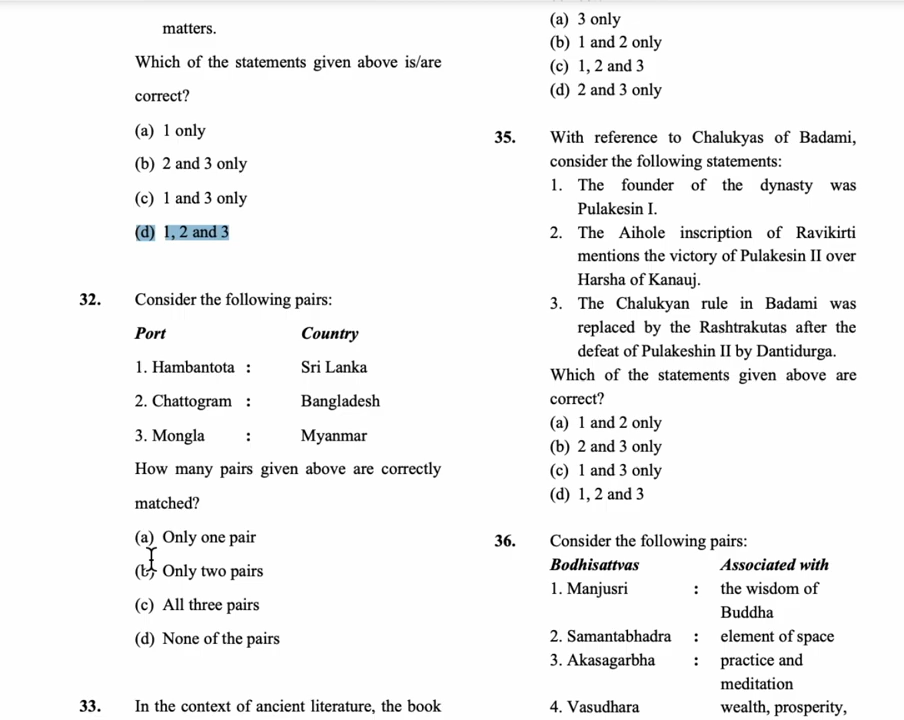 matters.
Which of the statements given above is/are
correct?
(a) 1 only
(b) 2 and 3 only
(c) 1 and 3 only
(d) 1, 2 and 3
32. Consider the following pairs:
Port Country
1. Hambantota : Sri Lanka
2. Chattogram : Bangladesh
3. Mongla : Myanmar
How many pairs given above are correctly
matched?
(a) Only one pair
(b) Only two pairs
(c) All three pairs
(d) None of the pairs
33. In the context of ancient literature, the book
(a) 3 only
(b) 1 and 2 only
(c) 1, 2 and 3
(d) 2 and 3 only
35. With reference to Chalukyas of Badami,
consider the following statements:
1. The founder of the dynasty was
Pulakesin I.
2. The Aihole inscription of Ravikirti
mentions the victory of Pulakesin II over
Harsha of Kanauj.
3. The Chalukyan rule in Badami was
replaced by the Rashtrakutas after the
defeat of Pulakeshin II by Dantidurga.
Which of the statements given above are
correct?
(a) 1 and 2 only
(b) 2 and 3 only
(c) 1 and 3 only
(d) 1, 2 and 3
36. Consider the following pairs:
Bodhisattvas Associated with
1. Manjusri : the wisdom of
Buddha
2. Samantabhadra : element of space
3. Akasagarbha : practice and
meditation
4. Vasudhara wealth, prosperity,